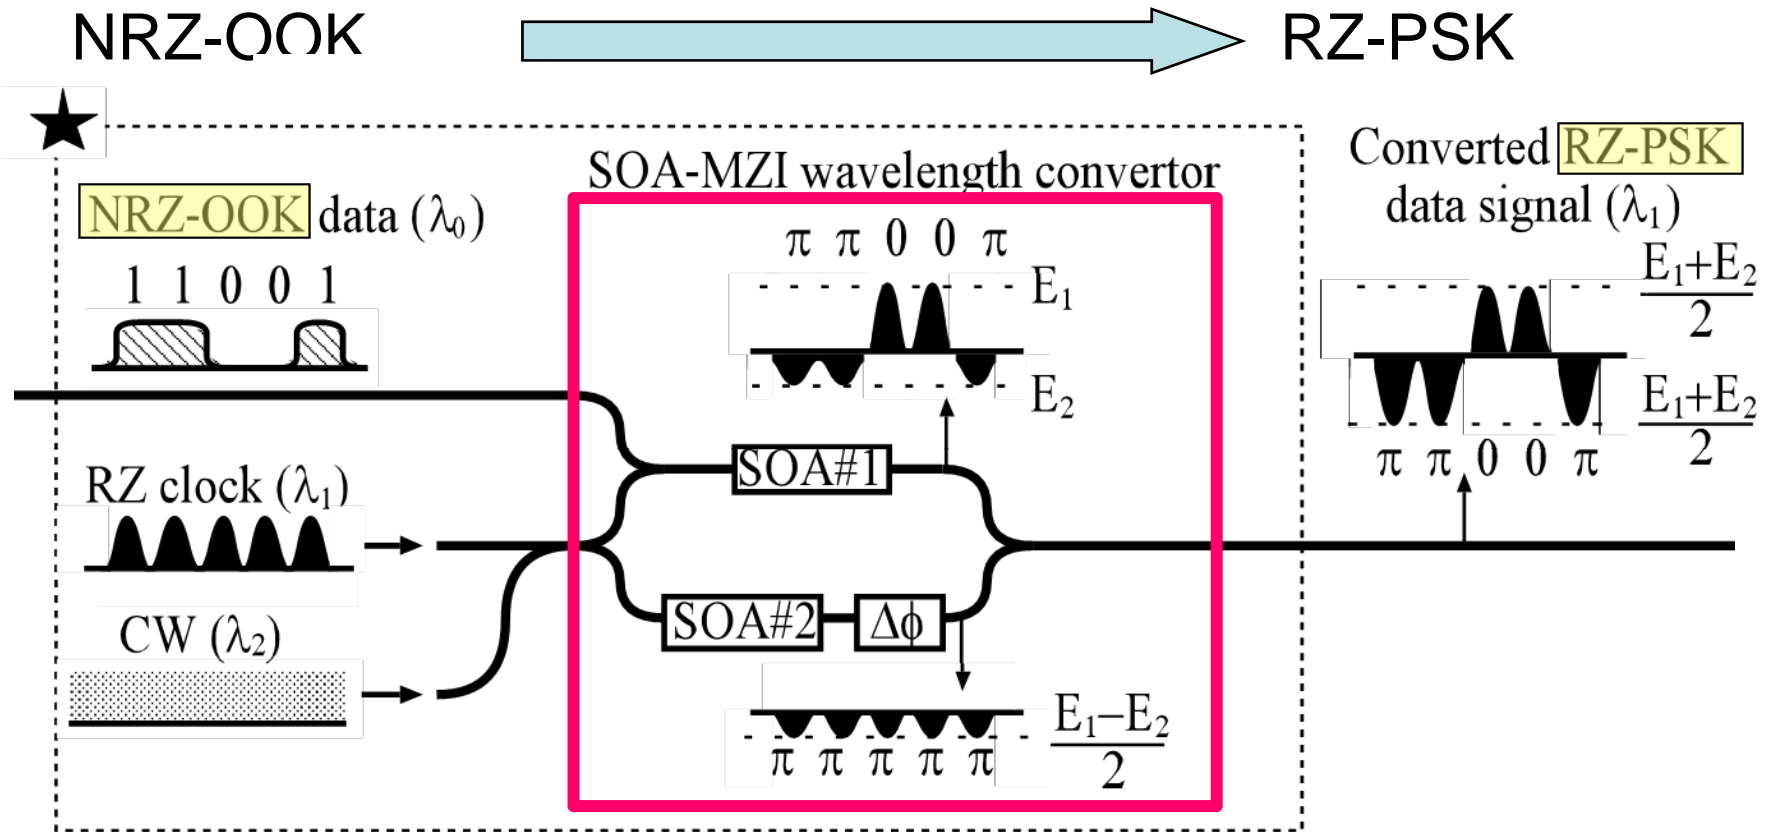 NRZ-OOK
RZ-PSK
SOA-MZI wavelength convertor
Converted RZ-PSK
data signal (λ1)
NRZ-OOK data (λ0)
1 1 0 0 1
π π 0 0 π
E1
E2
E1+E2
2
E1+E2
2
π π 0 0 π
RZ clock (λ1)
SOA#1
CW (λ2)
SOA#2
Δϕ
E1−E2
2
π π π π π